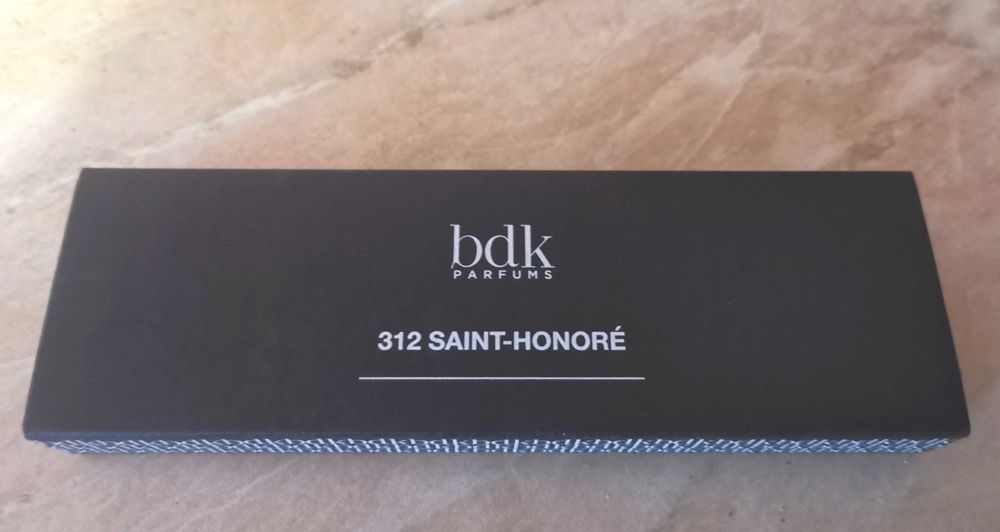 bdk
PARFUMS
312 SAINT-HONORÉ